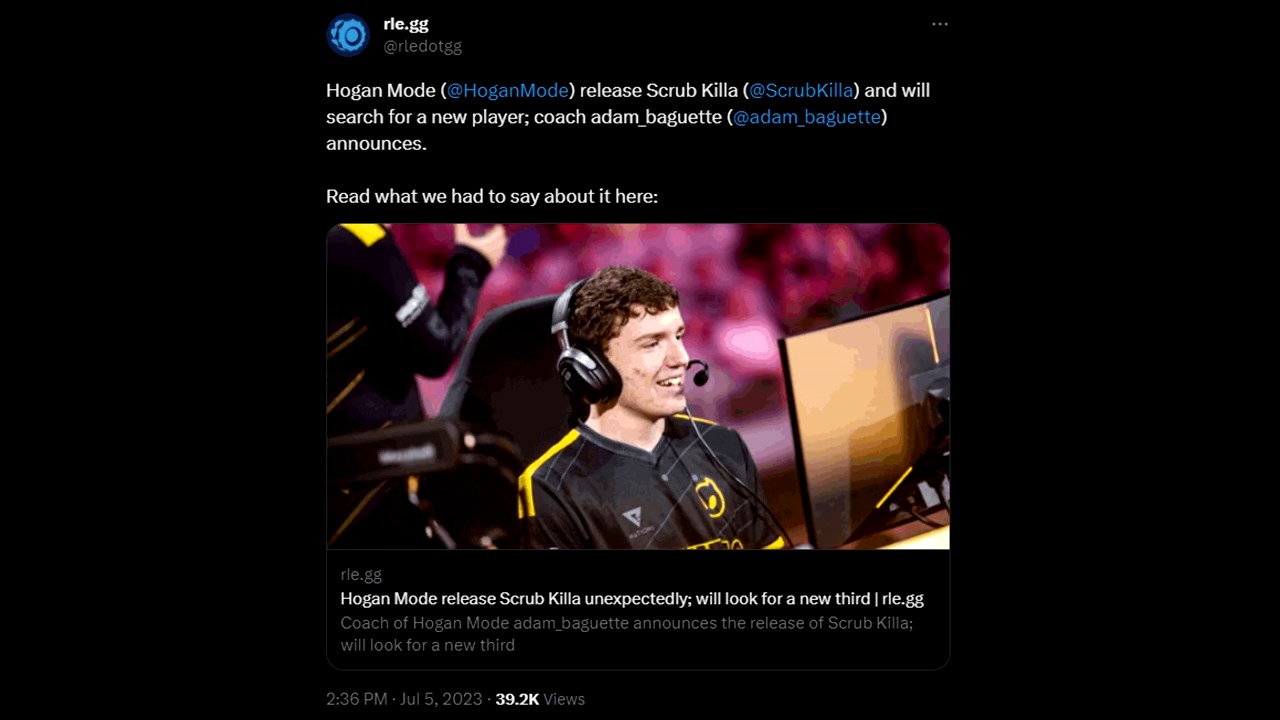 rle.gg
@rledotgg
Hogan Mode (@HoganMode) release Scrub Killa (@ScrubKilla) and will
search for a new player; coach adam_baguette (@adam_baguette)
announces.
Read what we had to say about it here:
rle.gg
Hogan Mode release Scrub Killa unexpectedly; will look for a new third | rle.gg
Coach of Hogan Mode adam_baguette announces the release of Scrub Killa;
will look for a new third
2:36 PM · Jul 5, 2023 · 39.2K Views